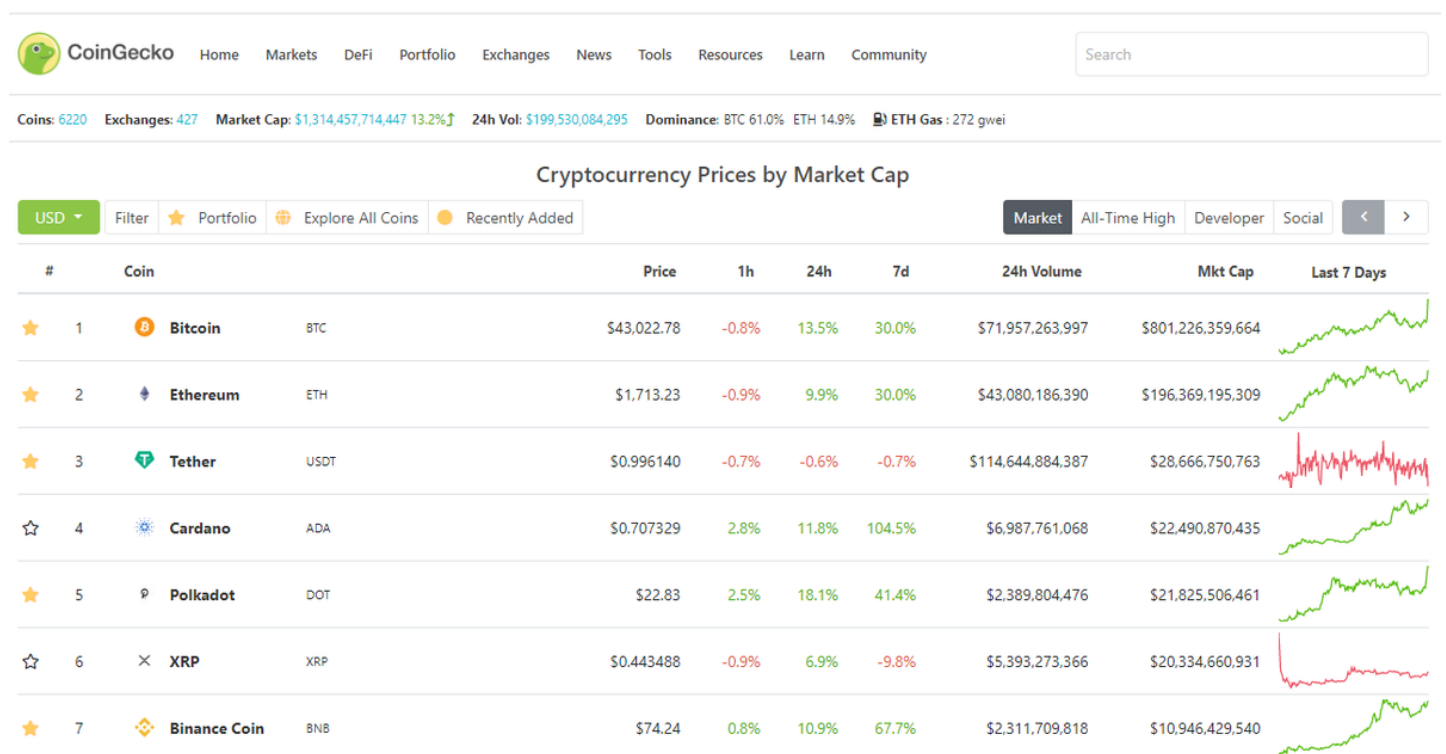 CoinGecko Home Markets DeFi Portfolio Exchanges News Tools Resources Learn Community Search
Coins: 6220 Exchanges: 427 Market Cap: $1,314,457,714,447 13.2% 24h Vol: $199,530,084,295 Dominance: BTC 61.0% ETH 14.9% ETH Gas : 272 gwei
Cryptocurrency Prices by Market Cap
USD Filter Portfolio Explore All Coins Recently Added Market All-Time High Developer Social
# Coin Price 1h 24h 7d 24h Volume Mkt Cap Last 7 Days
1 Bitcoin BTC $43,022.78 -0.8% 13.5% 30.0% $71,957,263,997 $801,226,359,664
2 Ethereum ETH $1,713.23 -0.9% 9.9% 30.0% $43,080,186,390 $196,369,195,309
3 Tether USDT $0.996140 -0.7% -0.6% -0.7% $114,644,884,387 $28,666,750,763
4 Cardano ADA $0.707329 2.8% 11.8% 104.5% $6,987,761,068 $22,490,870,435
5 Polkadot DOT $22.83 2.5% 18.1% 41.4% $2,389,804,476 $21,825,506,461
6 XRP XRP $0.443488 -0.9% 6.9% -9.8% $5,393,273,366 $20,334,660,931
7 Binance Coin BNB $74.24 0.8% 10.9% 67.7% $2,311,709,818 $10,946,429,540